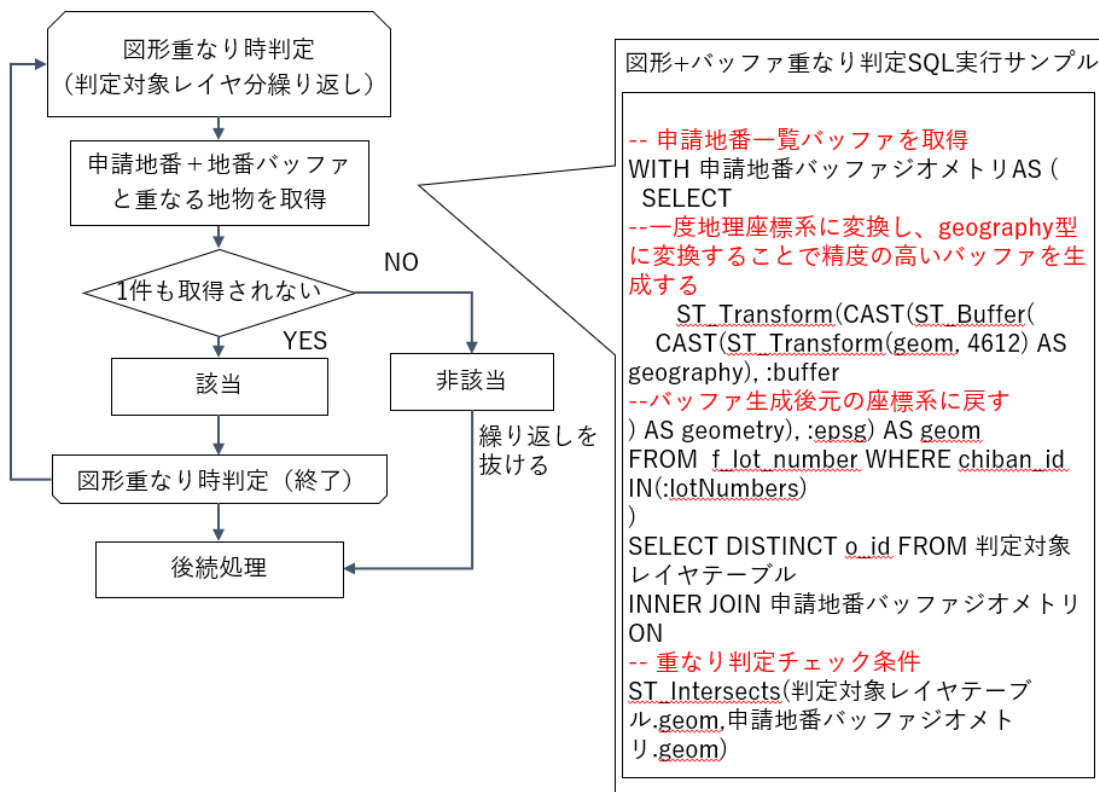 図形重なり時判定
（判定対象レイヤ分繰り返し）
申請地番＋地番バッファ
と重なる地物を取得
1件も取得されない
NO
YES
該当
非該当
繰り返しを
抜ける
図形重なり時判定（終了）
後続処理
図形+バッファ重なり判定SQL実行サンプル
-- 申請地番一覧バッファを取得
WITH 申請地番バッファジオメトリAS (
SELECT
--一度地理座標系に変換し、geography型
に変換することで精度の高いバッファを生
成する
ST_Transform(CAST(ST_Buffer(
CAST(ST_Transform(geom, 4612) AS
geography), :buffer
--バッファ生成後元の座標系に戻す
) AS geometry), :epsg) AS geom
FROM f_lot_number WHERE chiban_id
IN(:lotNumbers)
)
SELECT DISTINCT o_id FROM 判定対象
レイヤテーブル
INNER JOIN 申請地番バッファジオメトリ
ON
-- 重なり判定チェック条件
ST_Intersects(判定対象レイヤテーブ
ル.geom,申請地番バッファジオメト
リ.geom)